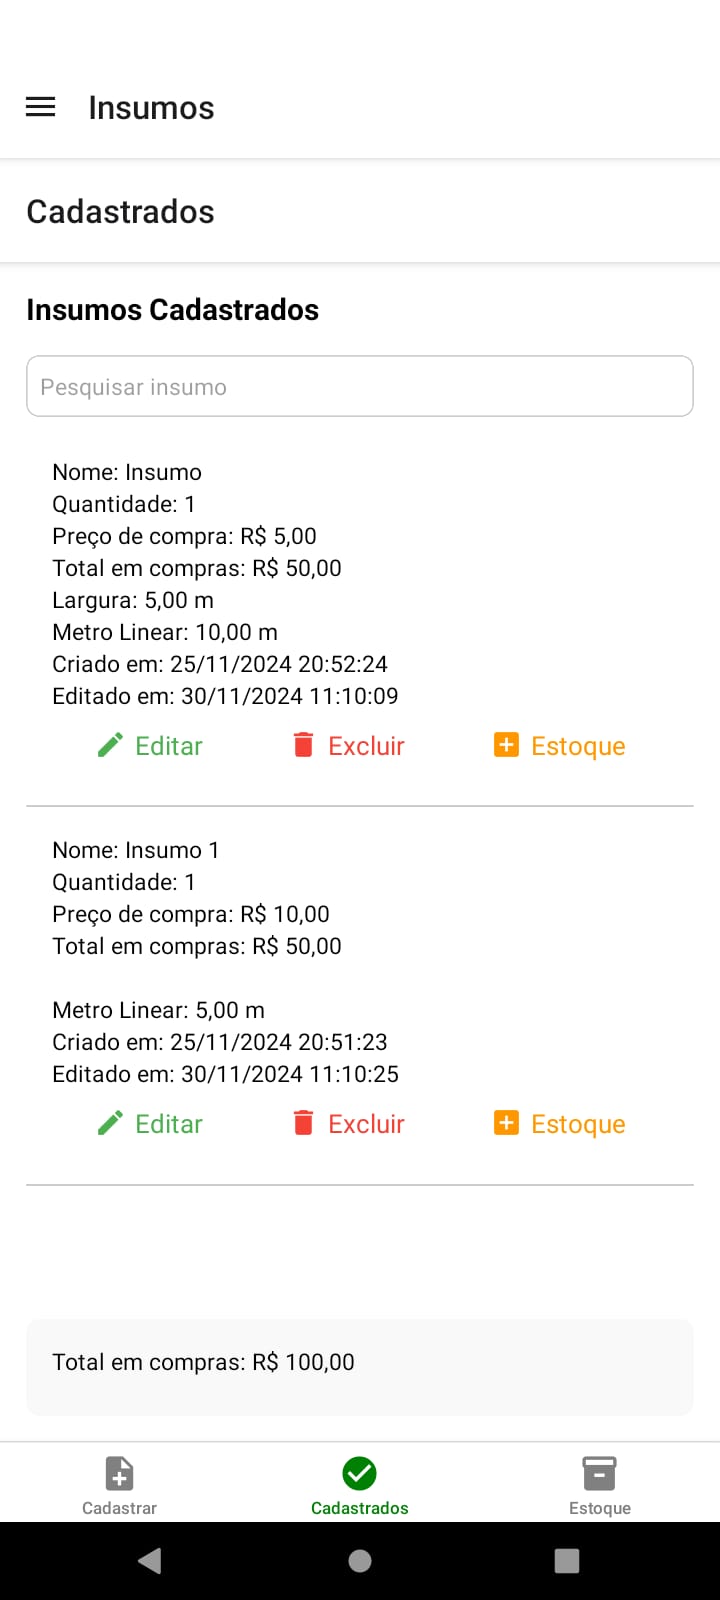 Insumos
Cadastrados
Insumos Cadastrados
Pesquisar insumo
Nome: Insumo
Quantidade: 1
Preço de compra: R$ 5,00
Total em compras: R$ 50,00
Largura: 5,00 m
Metro Linear: 10,00 m
Criado em: 25/11/2024 20:52:24
Editado em: 30/11/2024 11:10:09
Editar Excluir Estoque
Nome: Insumo 1
Quantidade: 1
Preço de compra: R$ 10,00
Total em compras: R$ 50,00
Metro Linear: 5,00 m
Criado em: 25/11/2024 20:51:23
Editado em: 30/11/2024 11:10:25
Editar Excluir Estoque
Total em compras: R$ 100,00
Cadastrar Cadastrados Estoque